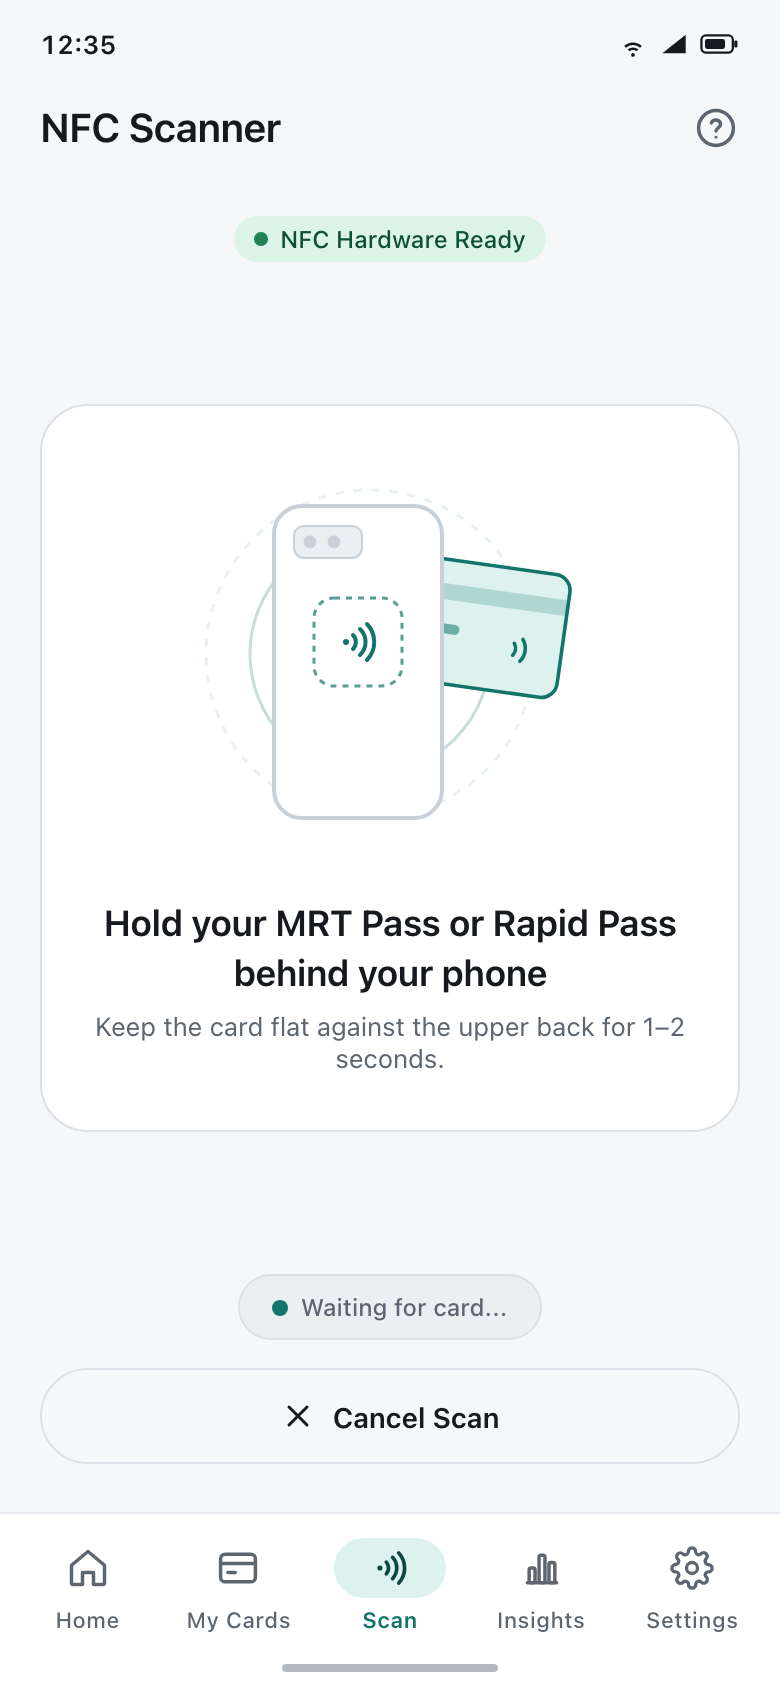 12:35
NFC Scanner
NFC Hardware Ready
Hold your MRT Pass or Rapid Pass
behind your phone
Keep the card flat against the upper back for 1–2
seconds.
Waiting for card...
Cancel Scan
Home
My Cards
Scan
Insights
Settings